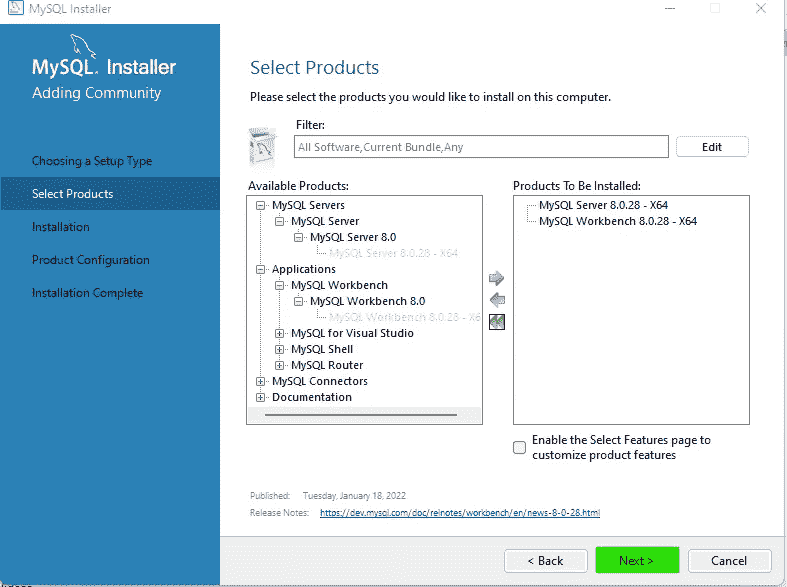 MySQL Installer
MySQL. Installer
Adding Community
Choosing a Setup Type
Select Products
Installation
Product Configuration
Installation Complete
Select Products
Please select the products you would like to install on this computer.
Filter:
All Software,Current Bundle,Any
Edit
Available Products:
MySQL Servers
MySQL Server
MySQL Server 8.0
MySQL Server 8.0.28 - X64
Applications
MySQL Workbench
MySQL Workbench 8.0
MySQL Workbench 8.0.28 - X6
MySQL for Visual Studio
MySQL Shell
MySQL Router
MySQL Connectors
Documentation
Products To Be Installed:
MySQL Server 8.0.28 - X64
MySQL Workbench 8.0.28 - X64
Enable the Select Features page to
customize product features
Published: Tuesday, January 18, 2022
Release Notes: https://dev.mysql.com/doc/relnotes/workbench/en/news-8-0-28.html
< Back
Next >
Cancel